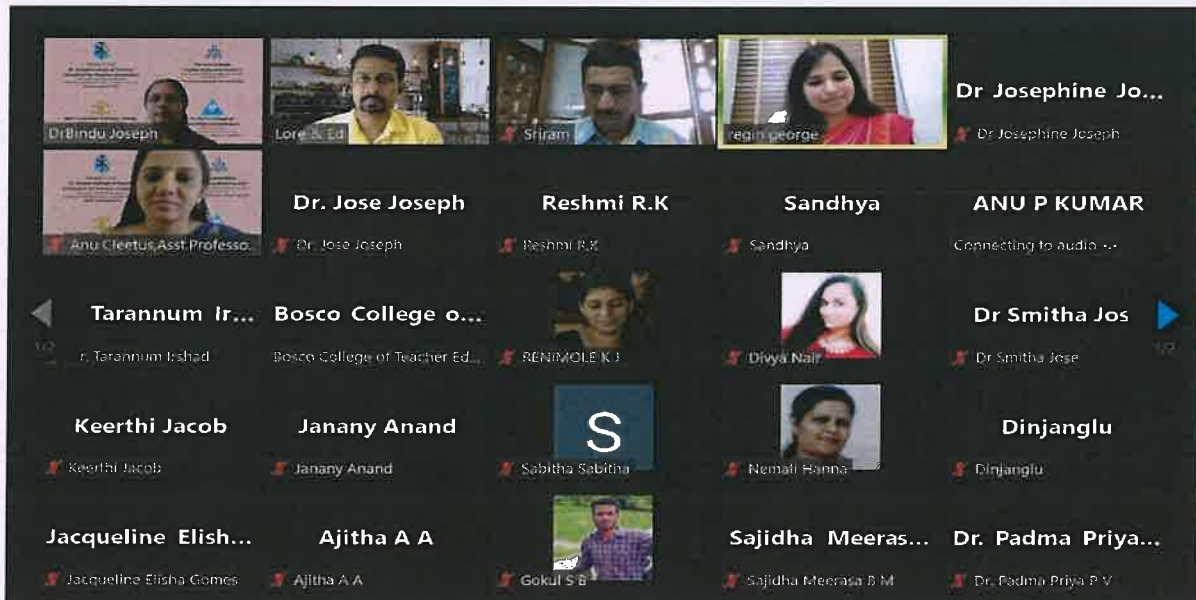 Dr Bindu Joseph
Lore & Ed
Sriram
regin george
Dr Josephine Jo...
Dr Josephine Joseph
Anu Cleetus,Asst.Professo...
Dr. Jose Joseph
Dr. Jose Joseph
Reshmi R.K
Reshmi R.K
Sandhya
Sandhya
ANU P KUMAR
Connecting to audio ...
Tarannum Ir...
r. Tarannum Irshad
Bosco College o...
Bosco College of Teacher Ed...
RENIMOLE K J
Divya Nair
Dr Smitha Jos
Dr Smitha Jose
Keerthi Jacob
Keerthi Jacob
Janany Anand
Janany Anand
S
Sabitha Sabitha
Nemali Hanna
Dinjanglu
Dinjanglu
Jacqueline Elish...
Jacqueline Elisha Gomes
Ajitha A A
Ajitha A A
Gokul S B
Sajidha Meeras...
Sajidha Meerasa B M
Dr. Padma Priya...
Dr. Padma Priya P V